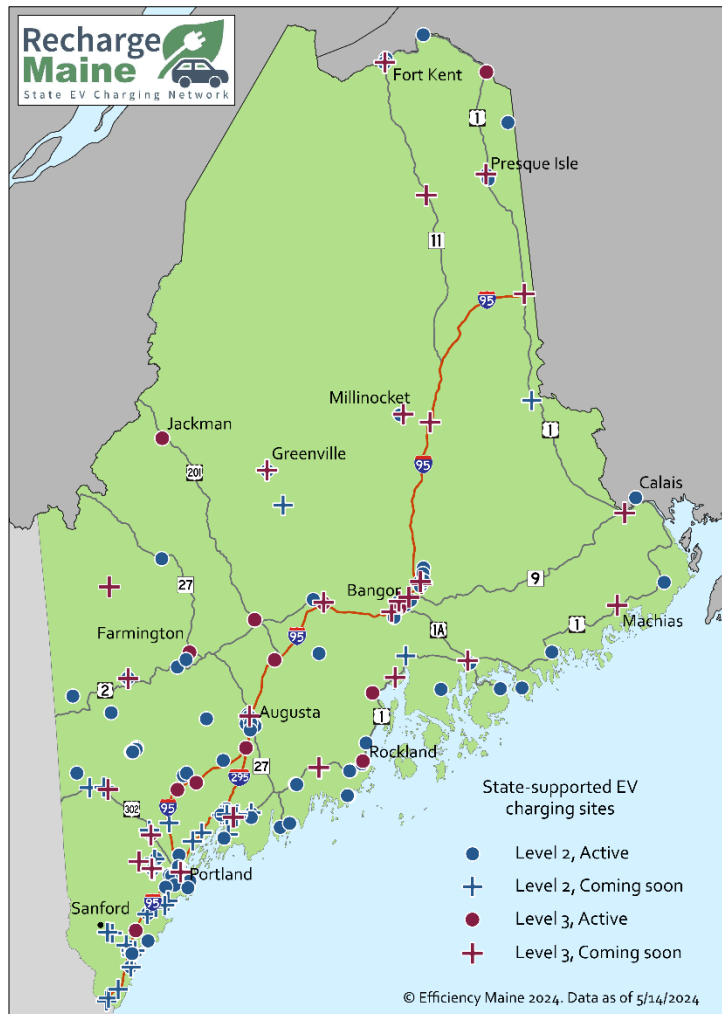 Recharge
Maine
State EV Charging Network
Fort Kent
1
Presque Isle
11
95
Millinocket
Jackman
Greenville
201
95
1
Calais
27
Bangor
9
Farmington
95
1A
1
Machias
2
Augusta
1
27
Rockland
295
95
302
Portland
Sanford
95
State-supported EV
charging sites
Level 2, Active
Level 2, Coming soon
Level 3, Active
Level 3, Coming soon
© Efficiency Maine 2024. Data as of 5/14/2024